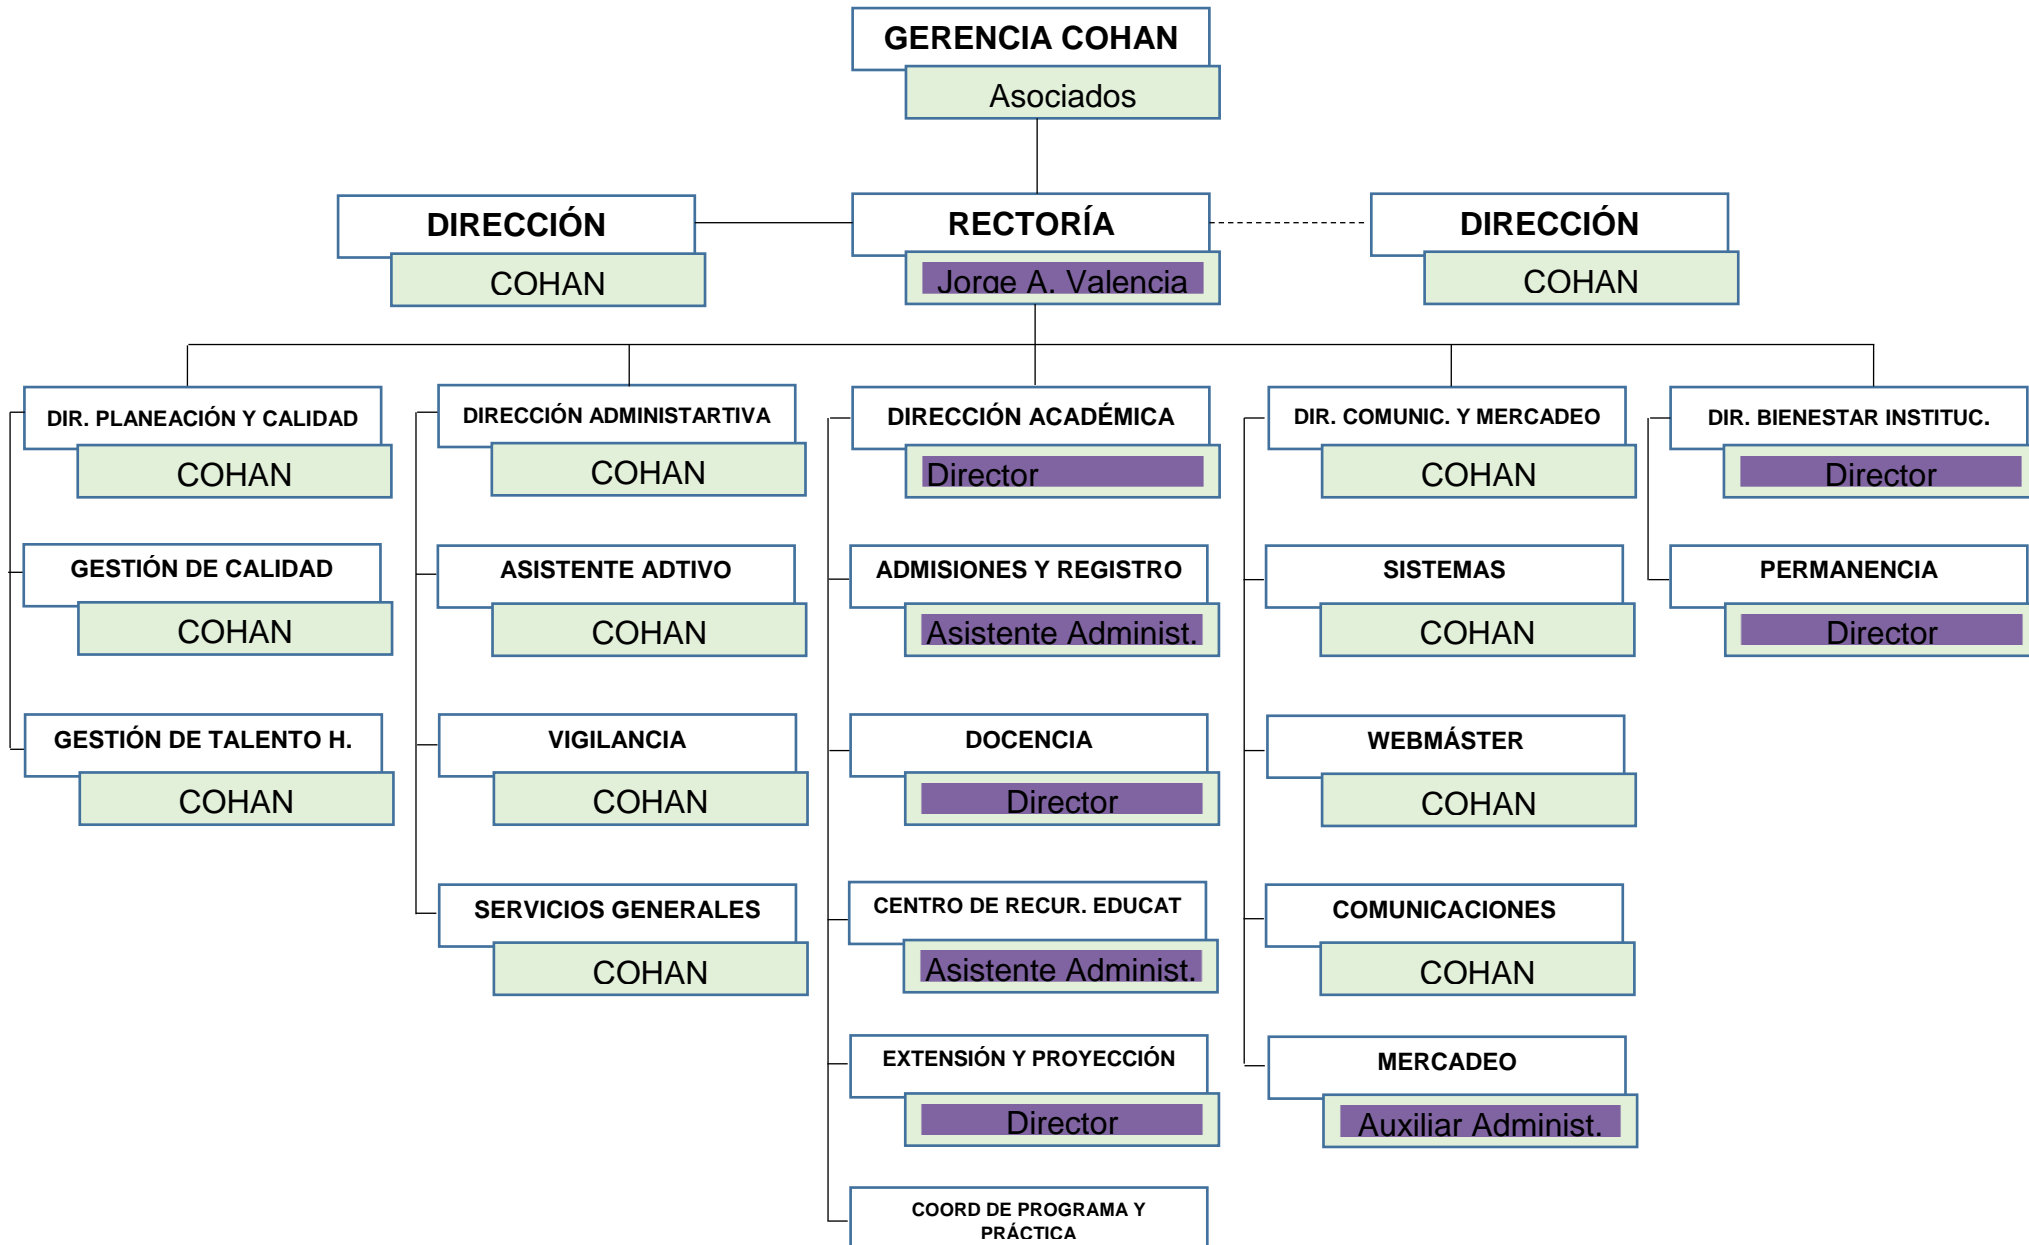 GERENCIA COHAN
Asociados
DIRECCIÓN
COHAN
RECTORÍA
Jorge A. Valencia
DIRECCIÓN
COHAN
DIR. PLANEACIÓN Y CALIDAD
COHAN
GESTIÓN DE CALIDAD
COHAN
GESTIÓN DE TALENTO H.
COHAN
DIRECCIÓN ADMINISTARTIVA
COHAN
ASISTENTE ADTIVO
COHAN
VIGILANCIA
COHAN
SERVICIOS GENERALES
COHAN
DIRECCIÓN ACADÉMICA
Director
ADMISIONES Y REGISTRO
Asistente Administ.
DOCENCIA
Director
CENTRO DE RECUR. EDUCAT
Asistente Administ.
EXTENSIÓN Y PROYECCIÓN
Director
COORD DE PROGRAMA Y
PRÁCTICA
DIR. COMUNIC. Y MERCADEO
COHAN
SISTEMAS
COHAN
WEBMÁSTER
COHAN
COMUNICACIONES
COHAN
MERCADEO
Auxiliar Administ.
DIR. BIENESTAR INSTITUC.
Director
PERMANENCIA
Director